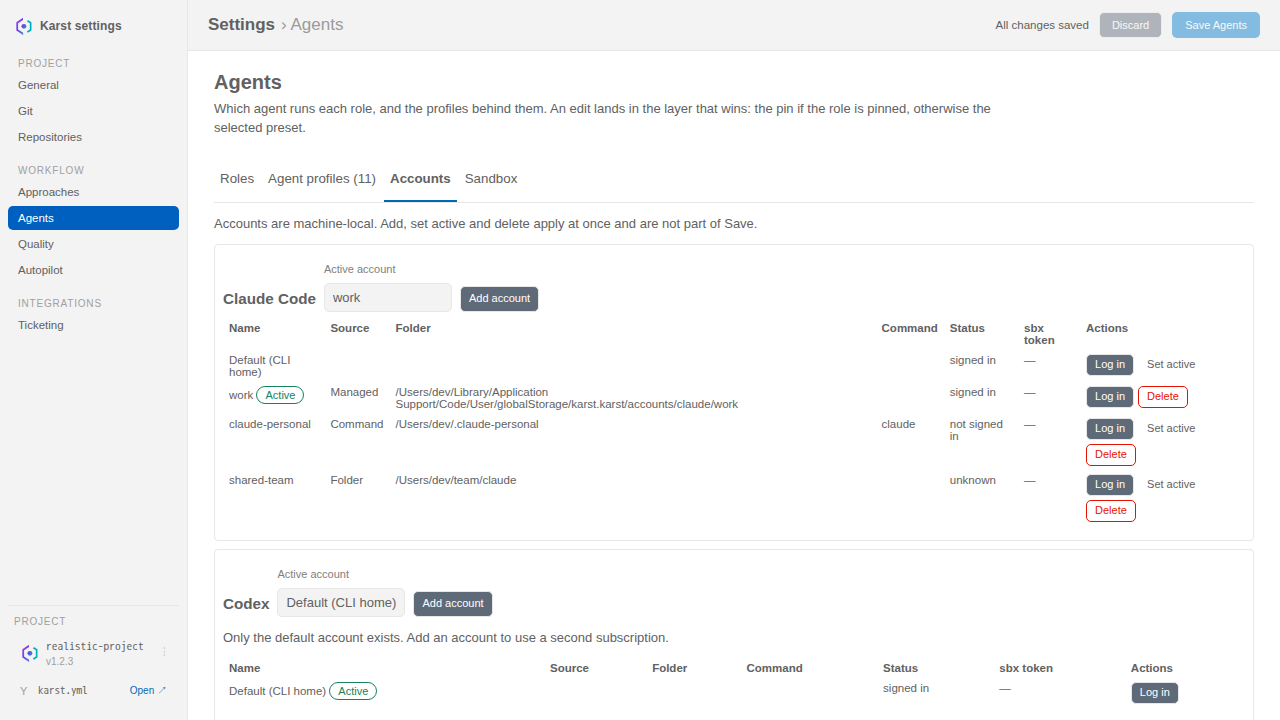 Karst settings
PROJECT
General
Git
Repositories
WORKFLOW
Approaches
Agents
Quality
Autopilot
INTEGRATIONS
Ticketing
PROJECT
realistic-project
v1.2.3
karst.yml
Open ↗
Settings › Agents
All changes saved
Discard
Save Agents
Agents
Which agent runs each role, and the profiles behind them. An edit lands in the layer that wins: the pin if the role is pinned, otherwise the
selected preset.
Roles Agent profiles (11) Accounts Sandbox
Accounts are machine-local. Add, set active and delete apply at once and are not part of Save.
Active account
Claude Code work Add account
Name Source Folder Command Status sbx token Actions
Default (CLI home) signed in — Log in Set active
work Active Managed /Users/dev/Library/Application Support/Code/User/globalStorage/karst.karst/accounts/claude/work signed in — Log in Delete
claude-personal Command /Users/dev/.claude-personal claude not signed in — Log in Set active
Delete
shared-team Folder /Users/dev/team/claude unknown — Log in Set active
Delete
Active account
Codex Default (CLI home) Add account
Only the default account exists. Add an account to use a second subscription.
Name Source Folder Command Status sbx token Actions
Default (CLI home) Active signed in — Log in